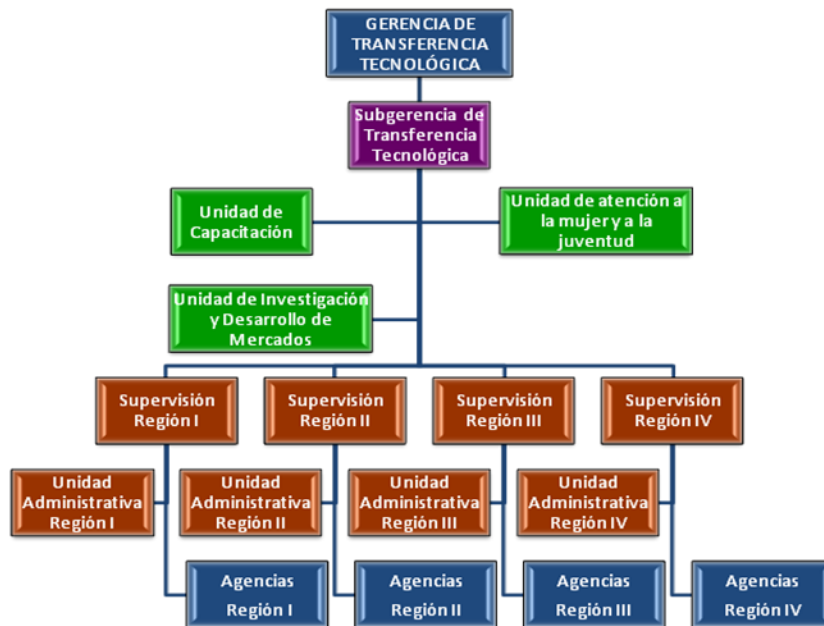 GERENCIA DE
TRANSFERENCIA
TECNOLÓGICA
Subgerencia de
Transferencia
Tecnológica
Unidad de
Capacitación
Unidad de atención a
la mujer y a la
juventud
Unidad de Investigación
y Desarrollo de
Mercados
Supervisión
Región I
Supervisión
Región II
Supervisión
Región III
Supervisión
Región IV
Unidad
Administrativa
Región I
Unidad
Administrativa
Región II
Unidad
Administrativa
Región III
Unidad
Administrativa
Región IV
Agencias
Región I
Agencias
Región II
Agencias
Región III
Agencias
Región IV